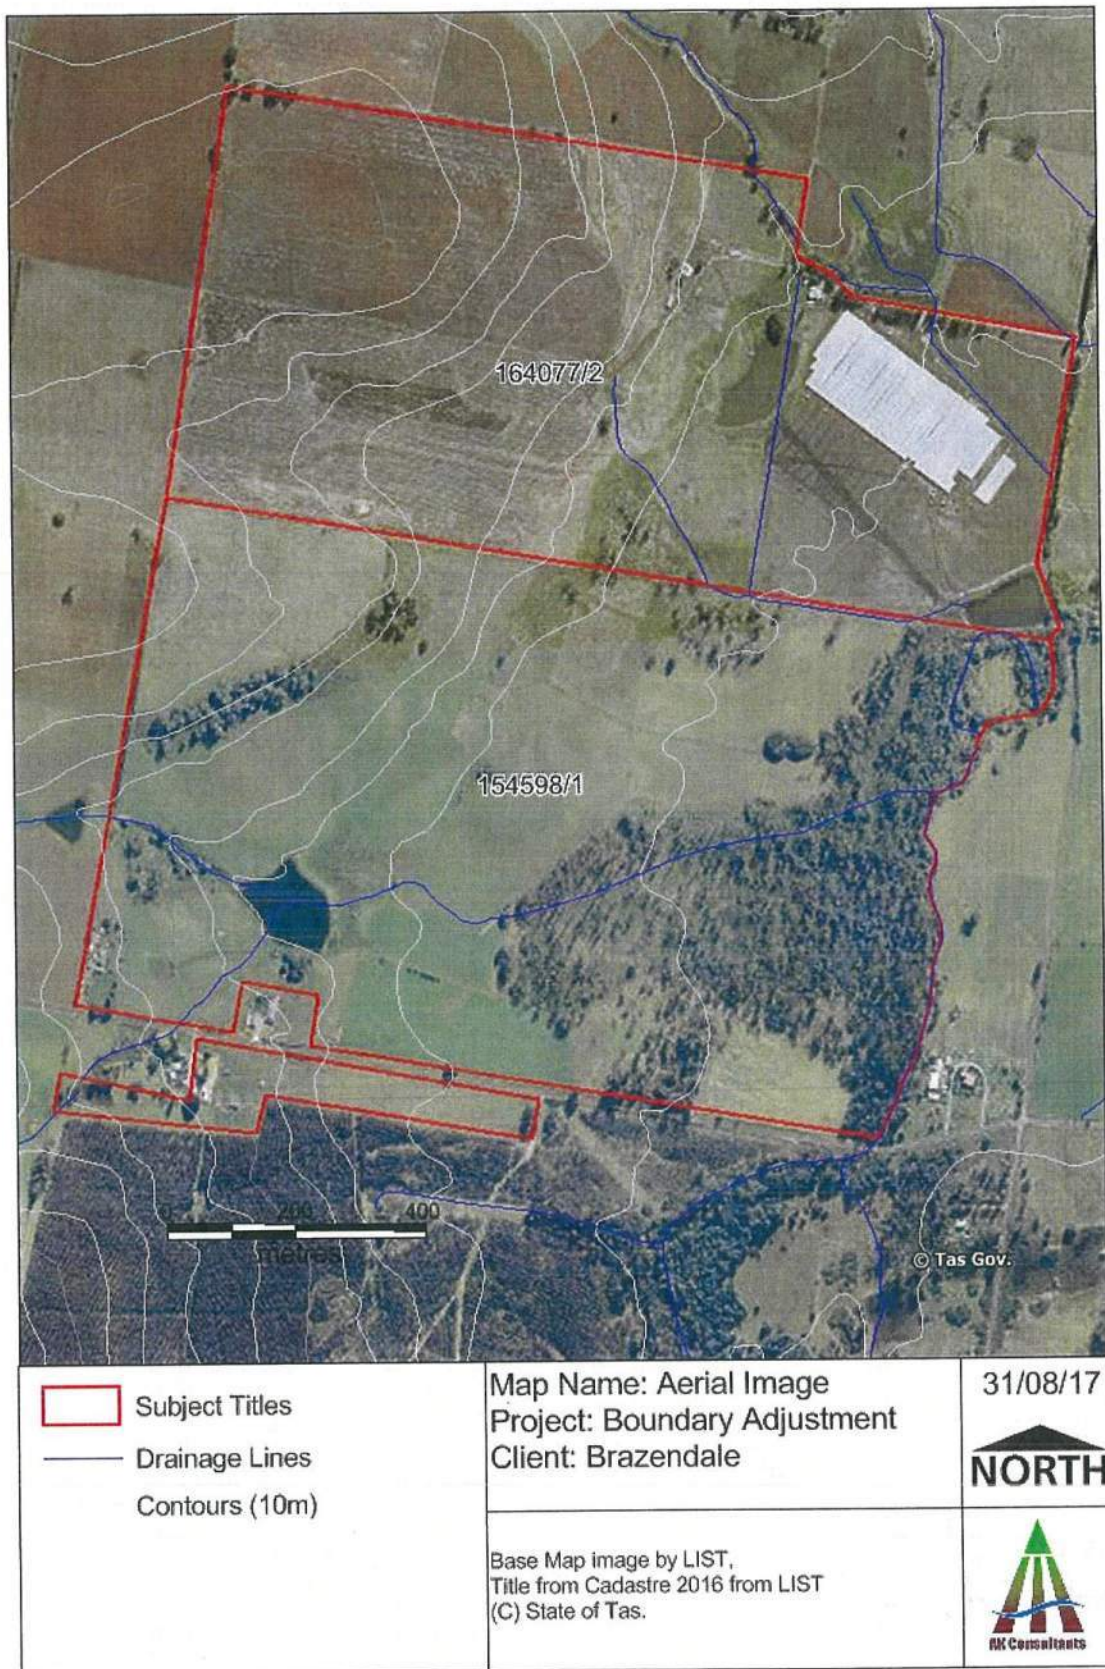 164077/2
154598/1
0 200 400
metres
© Tas Gov.
Subject Titles
Drainage Lines
Contours (10m)
Map Name: Aerial Image
Project: Boundary Adjustment
Client: Brazendale
31/08/17
NORTH
Base Map image by LIST,
Title from Cadastre 2016 from LIST
(C) State of Tas.
AK Consultants